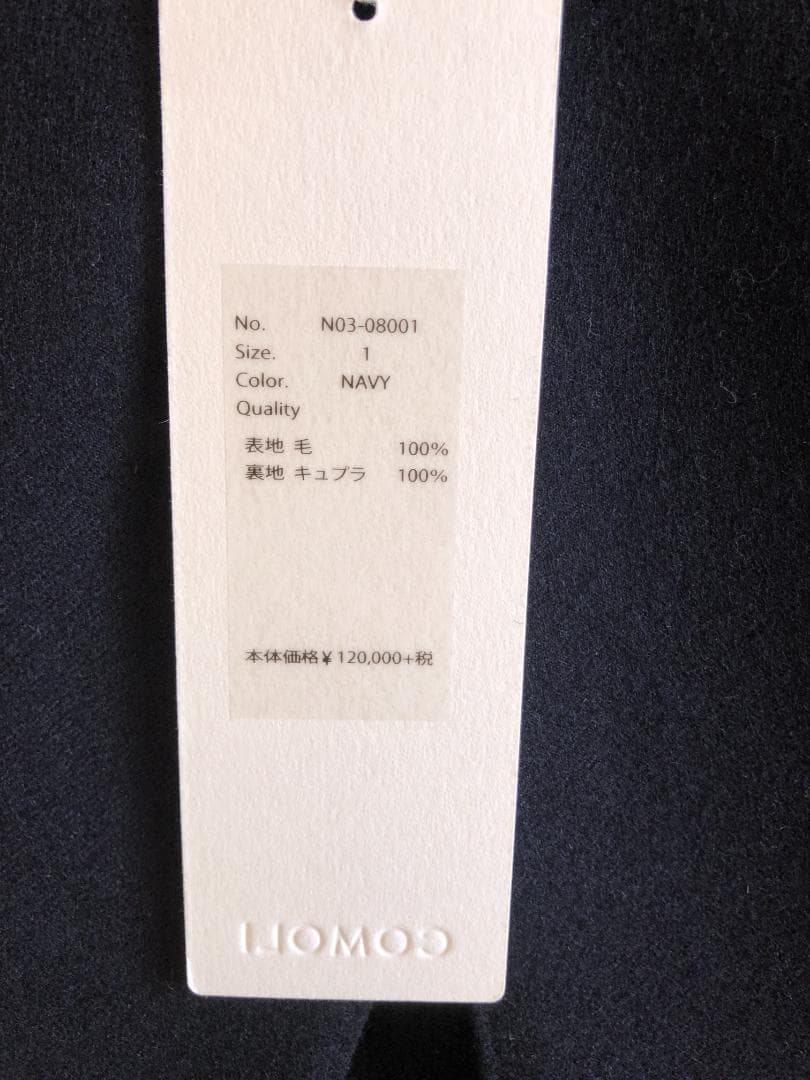 No. N03-08001
Size. 1
Color. NAVY
Quality
表地 毛 100%
裏地 キュプラ 100%
本体価格¥120,000+税
COMOLI